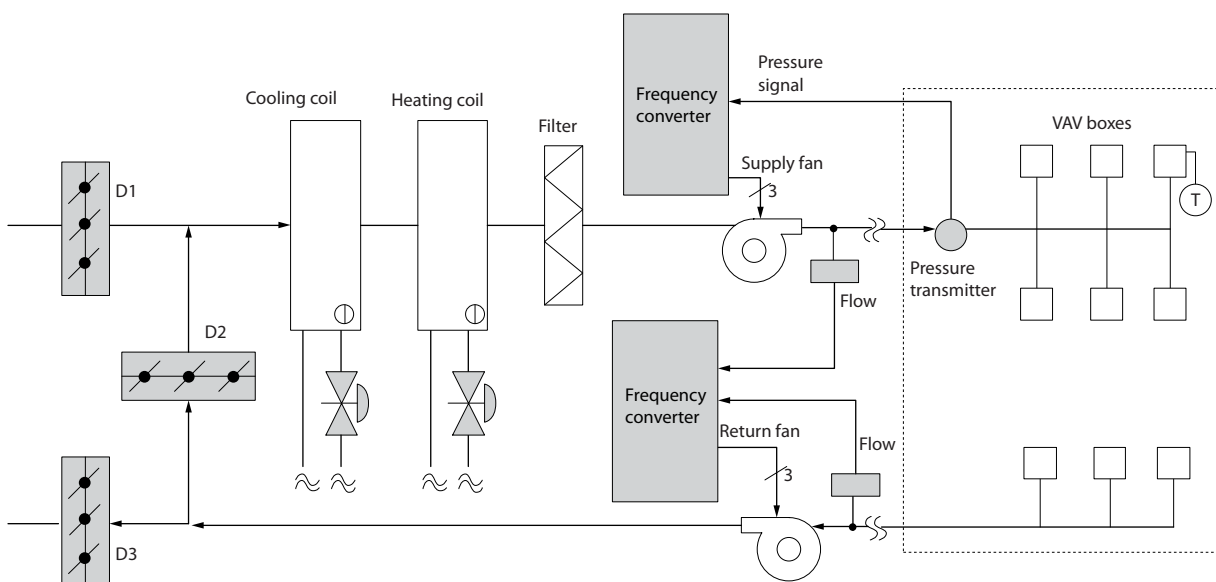 Pressure
signal
Cooling coil
Heating coil
Frequency
converter
VAV boxes
Filter
Supply fan
3
D1
T
Pressure
transmitter
Flow
D2
Frequency
converter
Return fan
Flow
3
D3